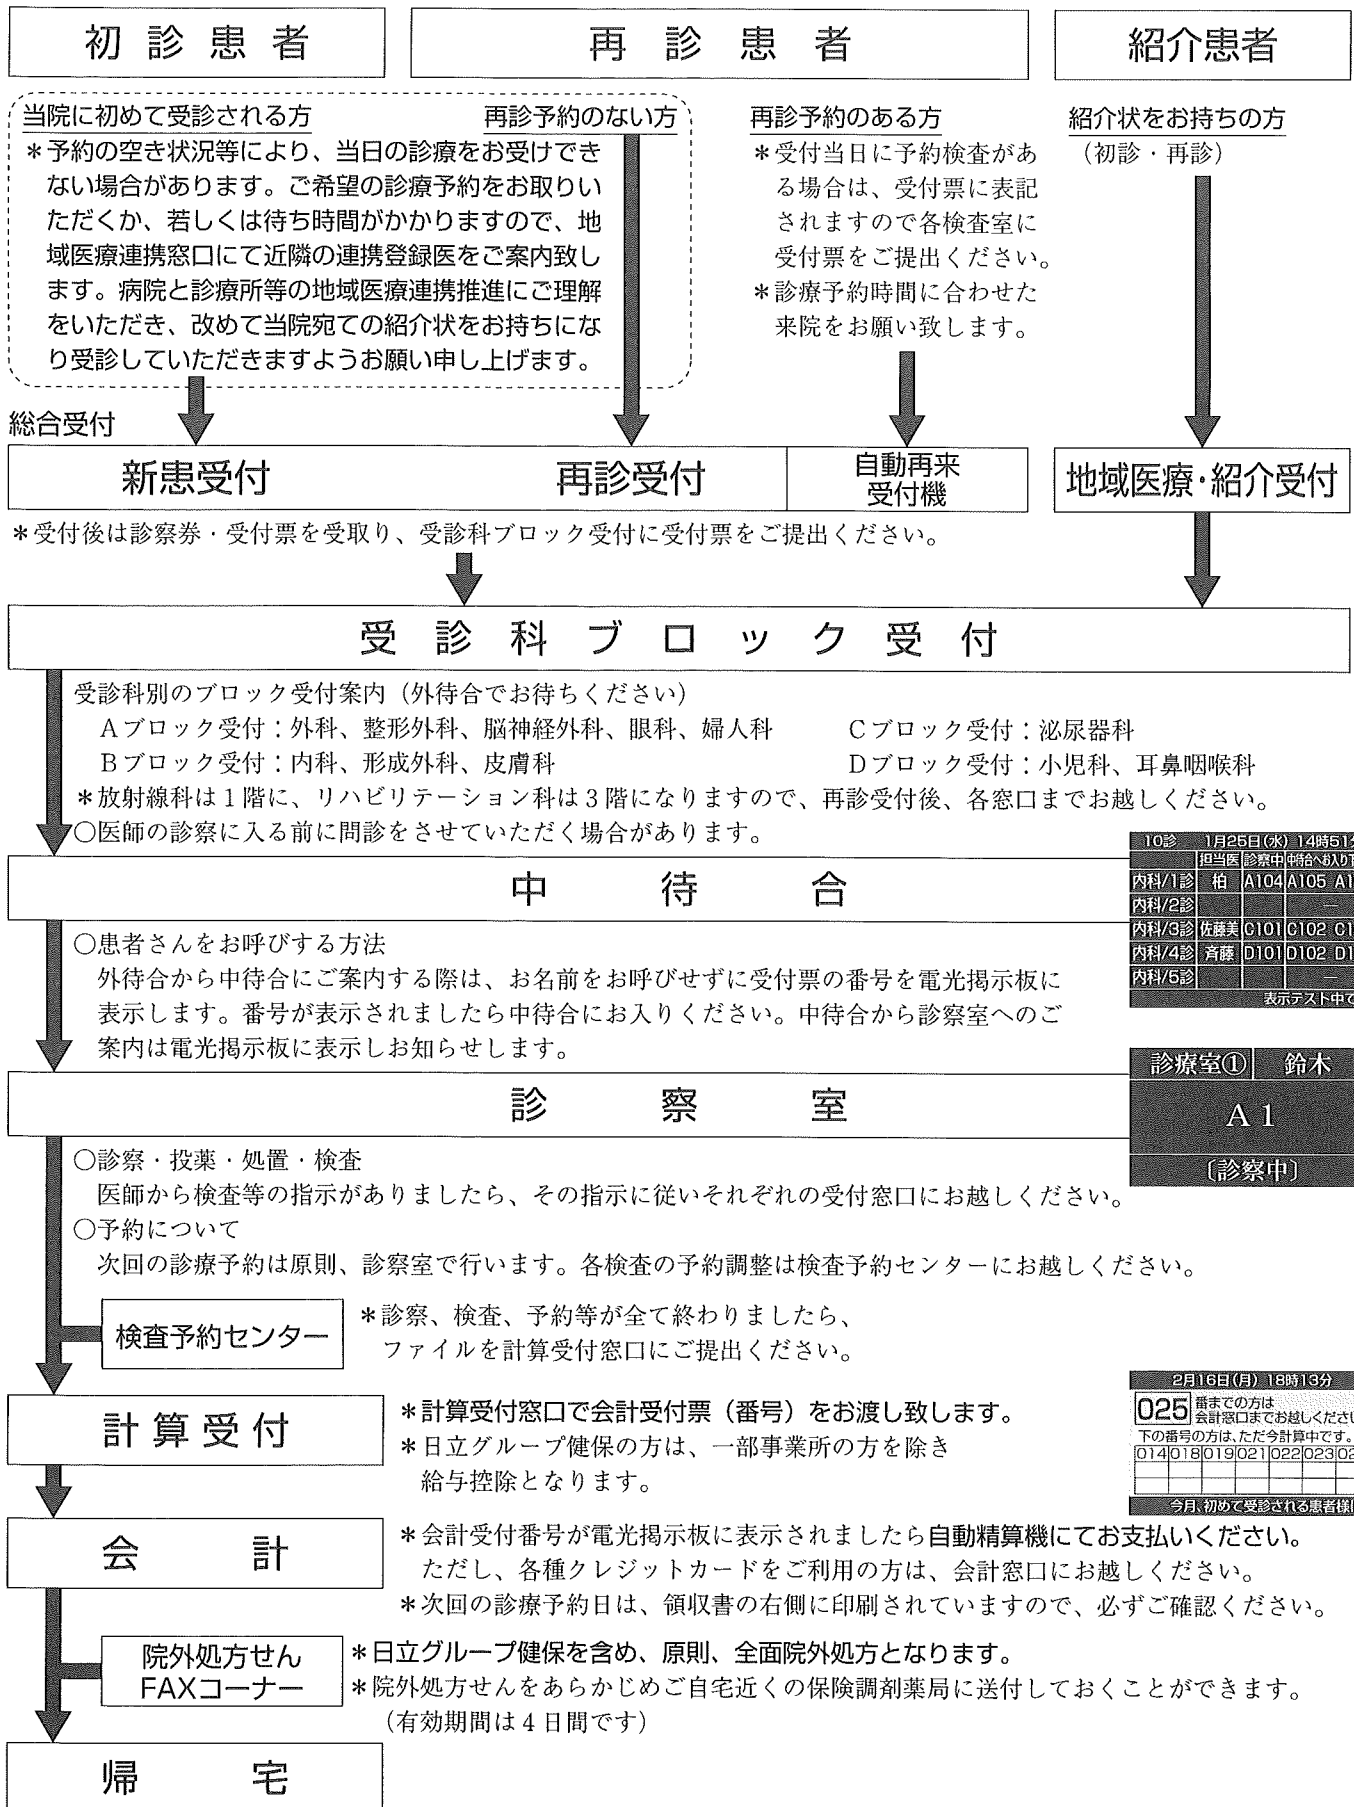 初診患者
再診患者
紹介患者
当院に初めて受診される方
＊予約の空き状況等により、当日の診療をお受けでき
ない場合があります。ご希望の診療予約をお取りい
ただくか、若しくは待ち時間がかかりますので、地
域医療連携窓口にて近隣の連携登録医をご案内致し
ます。病院と診療所等の地域医療連携推進にご理解
をいただき、改めて当院宛ての紹介状をお持ちにな
り受診していただきますようお願い申し上げます。
再診予約のない方
再診予約のある方
＊受付当日に予約検査があ
る場合は、受付票に表記
されますので各検査室に
受付票をご提出ください。
＊診療予約時間に合わせた
来院をお願い致します。
紹介状をお持ちの方
（初診・再診）
総合受付
新患受付
再診受付
自動再来
受付機
地域医療・紹介受付
＊受付後は診察券・受付票を受取り、受診科ブロック受付に受付票をご提出ください。
受診科ブロック受付
受診科別のブロック受付案内（外待合でお待ちください）
Aブロック受付：外科、整形外科、脳神経外科、眼科、婦人科
Cブロック受付：泌尿器科
Bブロック受付：内科、形成外科、皮膚科
Dブロック受付：小児科、耳鼻咽喉科
＊放射線科は1階に、リハビリテーション科は3階になりますので、再診受付後、各窓口までお越しください。
○医師の診察に入る前に問診をさせていただく場合があります。
中待合
10診 1月25日(水) 14時51
担当医 診察中 中待合へお入り下
内科/1診 柏 A104 A105 A1
内科/2診 ―
内科/3診 佐藤美 C101 C102 C1
内科/4診 斉藤 D101 D102 D1
内科/5診 ―
表示テスト中で
○患者さんをお呼びする方法
外待合から中待合にご案内する際は、お名前をお呼びせずに受付票の番号を電光掲示板に
表示します。番号が表示されましたら中待合にお入りください。中待合から診察室へのご
案内は電光掲示板に表示しお知らせします。
診察室
診療室① 鈴木
A 1
〔診察中〕
○診察・投薬・処置・検査
医師から検査等の指示がありましたら、その指示に従いそれぞれの受付窓口にお越しください。
○予約について
次回の診療予約は原則、診察室で行います。各検査の予約調整は検査予約センターにお越しください。
検査予約センター
＊診察、検査、予約等が全て終わりましたら、
ファイルを計算受付窓口にご提出ください。
計算受付
＊計算受付窓口で会計受付票（番号）をお渡し致します。
＊日立グループ健保の方は、一部事業所の方を除き
給与控除となります。
2月16日(月) 18時13分
025 番までの方は
会計窓口までお越しくださ
下の番号の方は、ただ今計算中です。
014 018 019 021 022 023 02
今月、初めて受診される患者様
会計
＊会計受付番号が電光掲示板に表示されましたら自動精算機にてお支払いください。
ただし、各種クレジットカードをご利用の方は、会計窓口にお越しください。
＊次回の診療予約日は、領収書の右側に印刷されていますので、必ずご確認ください。
院外処方せん
FAXコーナー
＊日立グループ健保を含め、原則、全面院外処方となります。
＊院外処方せんをあらかじめご自宅近くの保険調剤薬局に送付しておくことができます。
（有効期間は4日間です）
帰宅